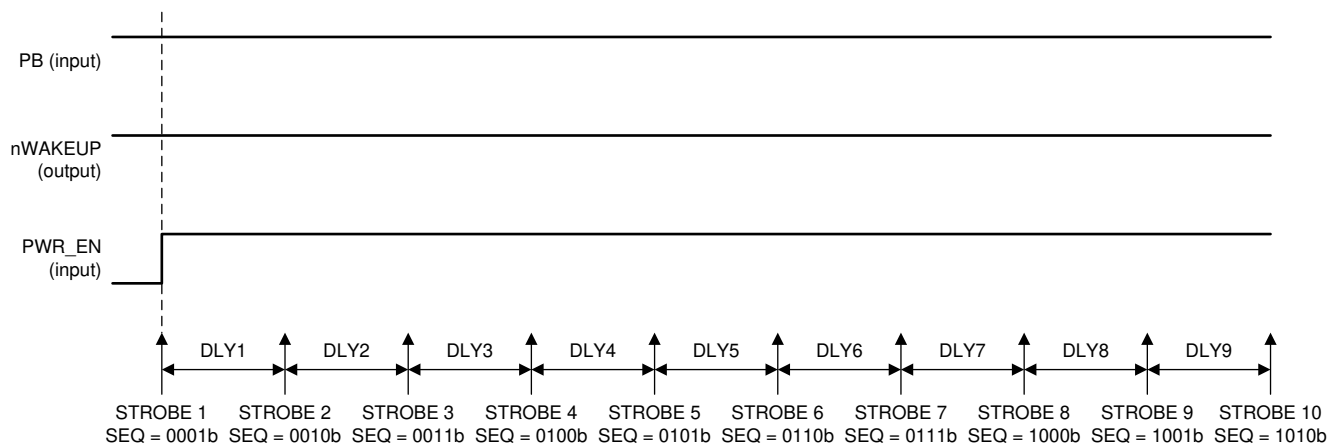 PB (input)
nWAKEUP
(output)
PWR_EN
(input)
DLY1 DLY2 DLY3 DLY4 DLY5 DLY6 DLY7 DLY8 DLY9
STROBE 1 STROBE 2 STROBE 3 STROBE 4 STROBE 5 STROBE 6 STROBE 7 STROBE 8 STROBE 9 STROBE 10
SEQ = 0001b SEQ = 0010b SEQ = 0011b SEQ = 0100b SEQ = 0101b SEQ = 0110b SEQ = 0111b SEQ = 1000b SEQ = 1001b SEQ = 1010b